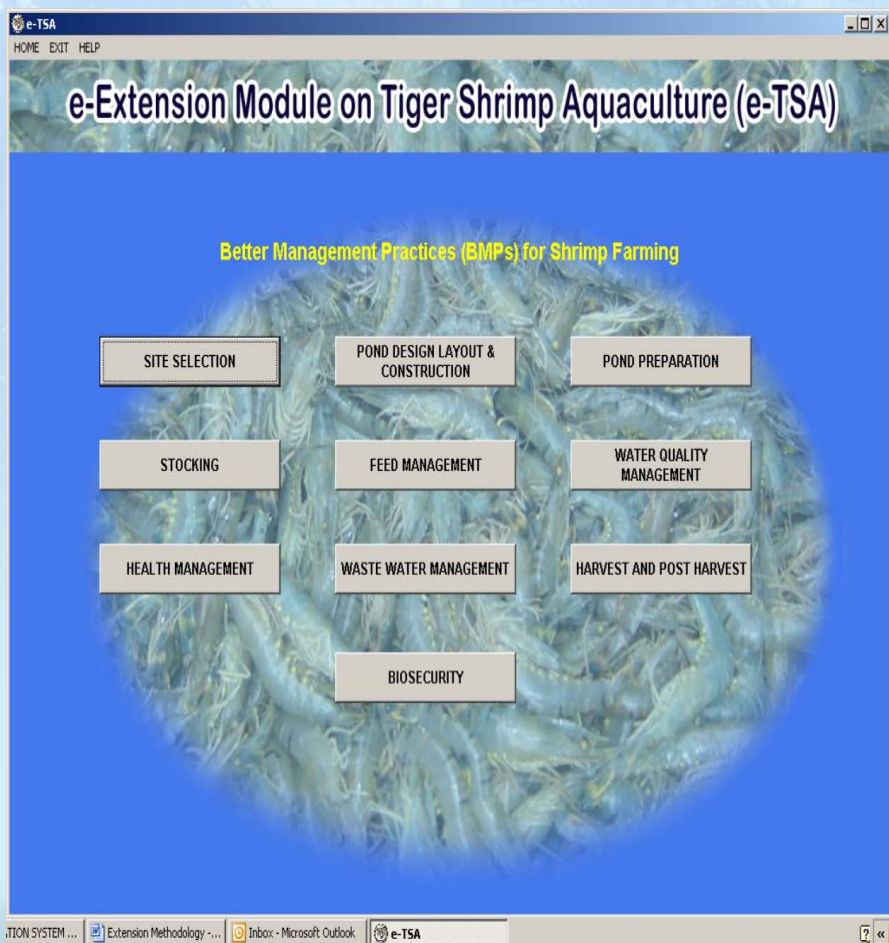 e-TSA
HOME EXIT HELP
e-Extension Module on Tiger Shrimp Aquaculture (e-TSA)
Better Management Practices (BMPs) for Shrimp Farming
SITE SELECTION
POND DESIGN LAYOUT &
CONSTRUCTION
POND PREPARATION
STOCKING
FEED MANAGEMENT
WATER QUALITY
MANAGEMENT
HEALTH MANAGEMENT
WASTE WATER MANAGEMENT
HARVEST AND POST HARVEST
BIOSECURITY
TION SYSTEM ... Extension Methodology -... Inbox - Microsoft Outlook e-TSA